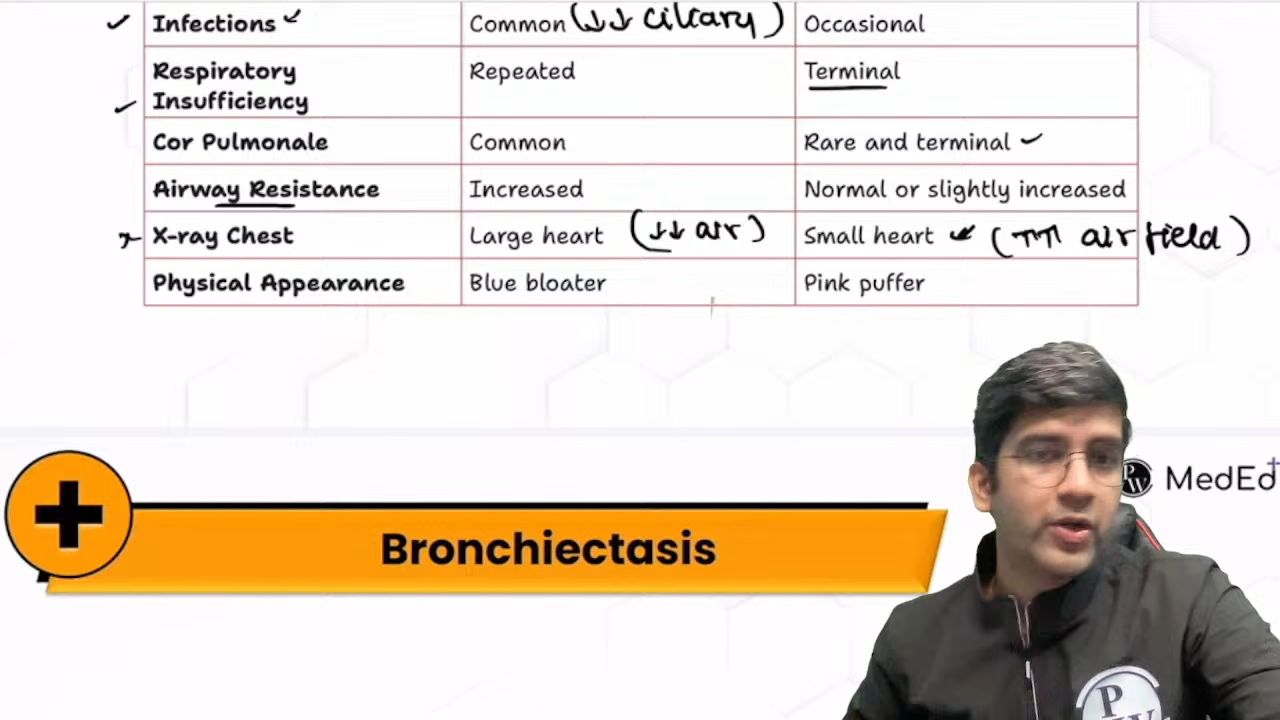 Infections Common (↓↓ ciliary) Occasional
Respiratory Insufficiency Repeated Terminal
Cor Pulmonale Common Rare and terminal
Airway Resistance Increased Normal or slightly increased
X-ray Chest Large heart (↓↓ air) Small heart (↑↑ air field)
Physical Appearance Blue bloater Pink puffer
PW MedEd
Bronchiectasis
P
W